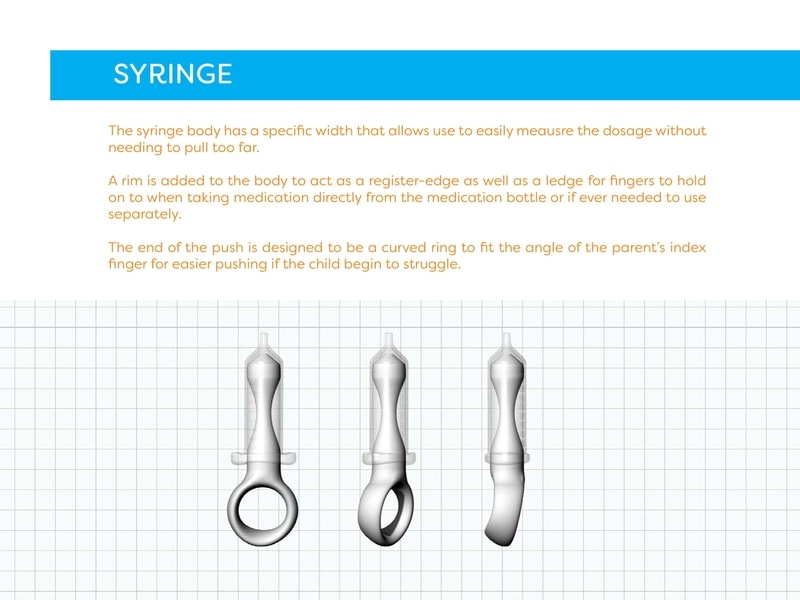 SYRINGE
The syringe body has a specific width that allows use to easily meausre the dosage without
needing to pull too far.
A rim is added to the body to act as a register-edge as well as a ledge for fingers to hold
on to when taking medication directly from the medication bottle or if ever needed to use
separately.
The end of the push is designed to be a curved ring to fit the angle of the parent's index
finger for easier pushing if the child begin to struggle.